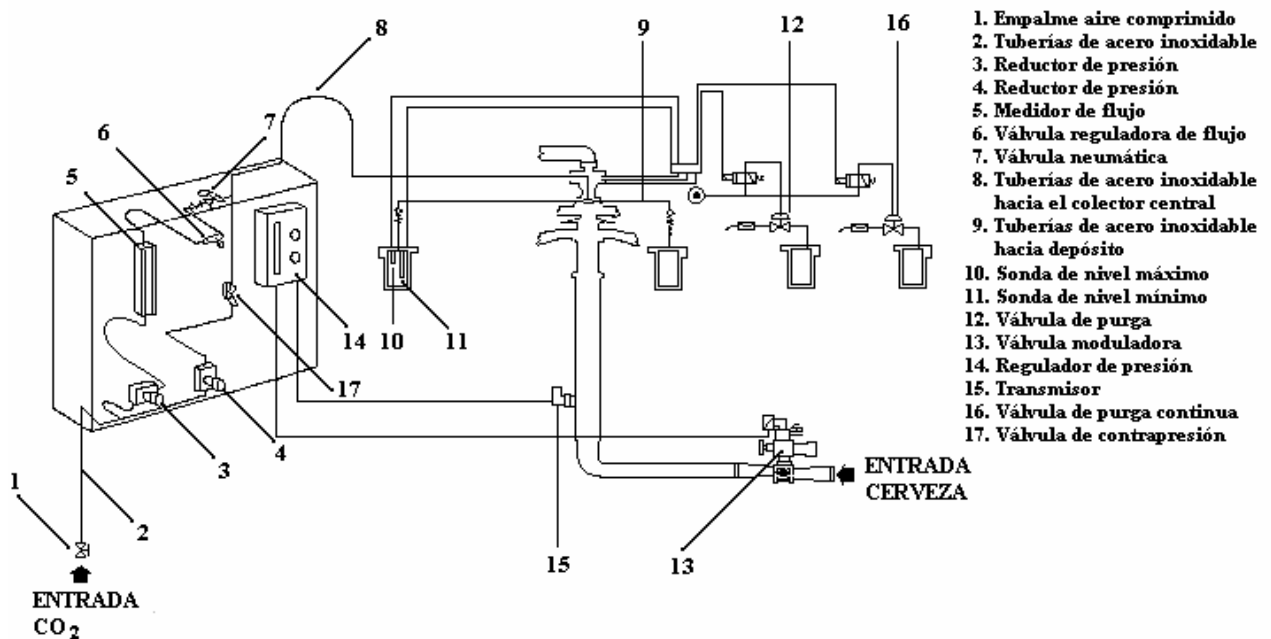 8
9
12
16
7
6
5
10
11
14
17
4
3
1
2
15
13
ENTRADA
CERVEZA
ENTRADA
CO2
1. Empalme aire comprimido
2. Tuberías de acero inoxidable
3. Reductor de presión
4. Reductor de presión
5. Medidor de flujo
6. Válvula reguladora de flujo
7. Válvula neumática
8. Tuberías de acero inoxidable
hacia el colector central
9. Tuberías de acero inoxidable
hacia depósito
10. Sonda de nivel máximo
11. Sonda de nivel mínimo
12. Válvula de purga
13. Válvula moduladora
14. Regulador de presión
15. Transmisor
16. Válvula de purga continua
17. Válvula de contrapresión